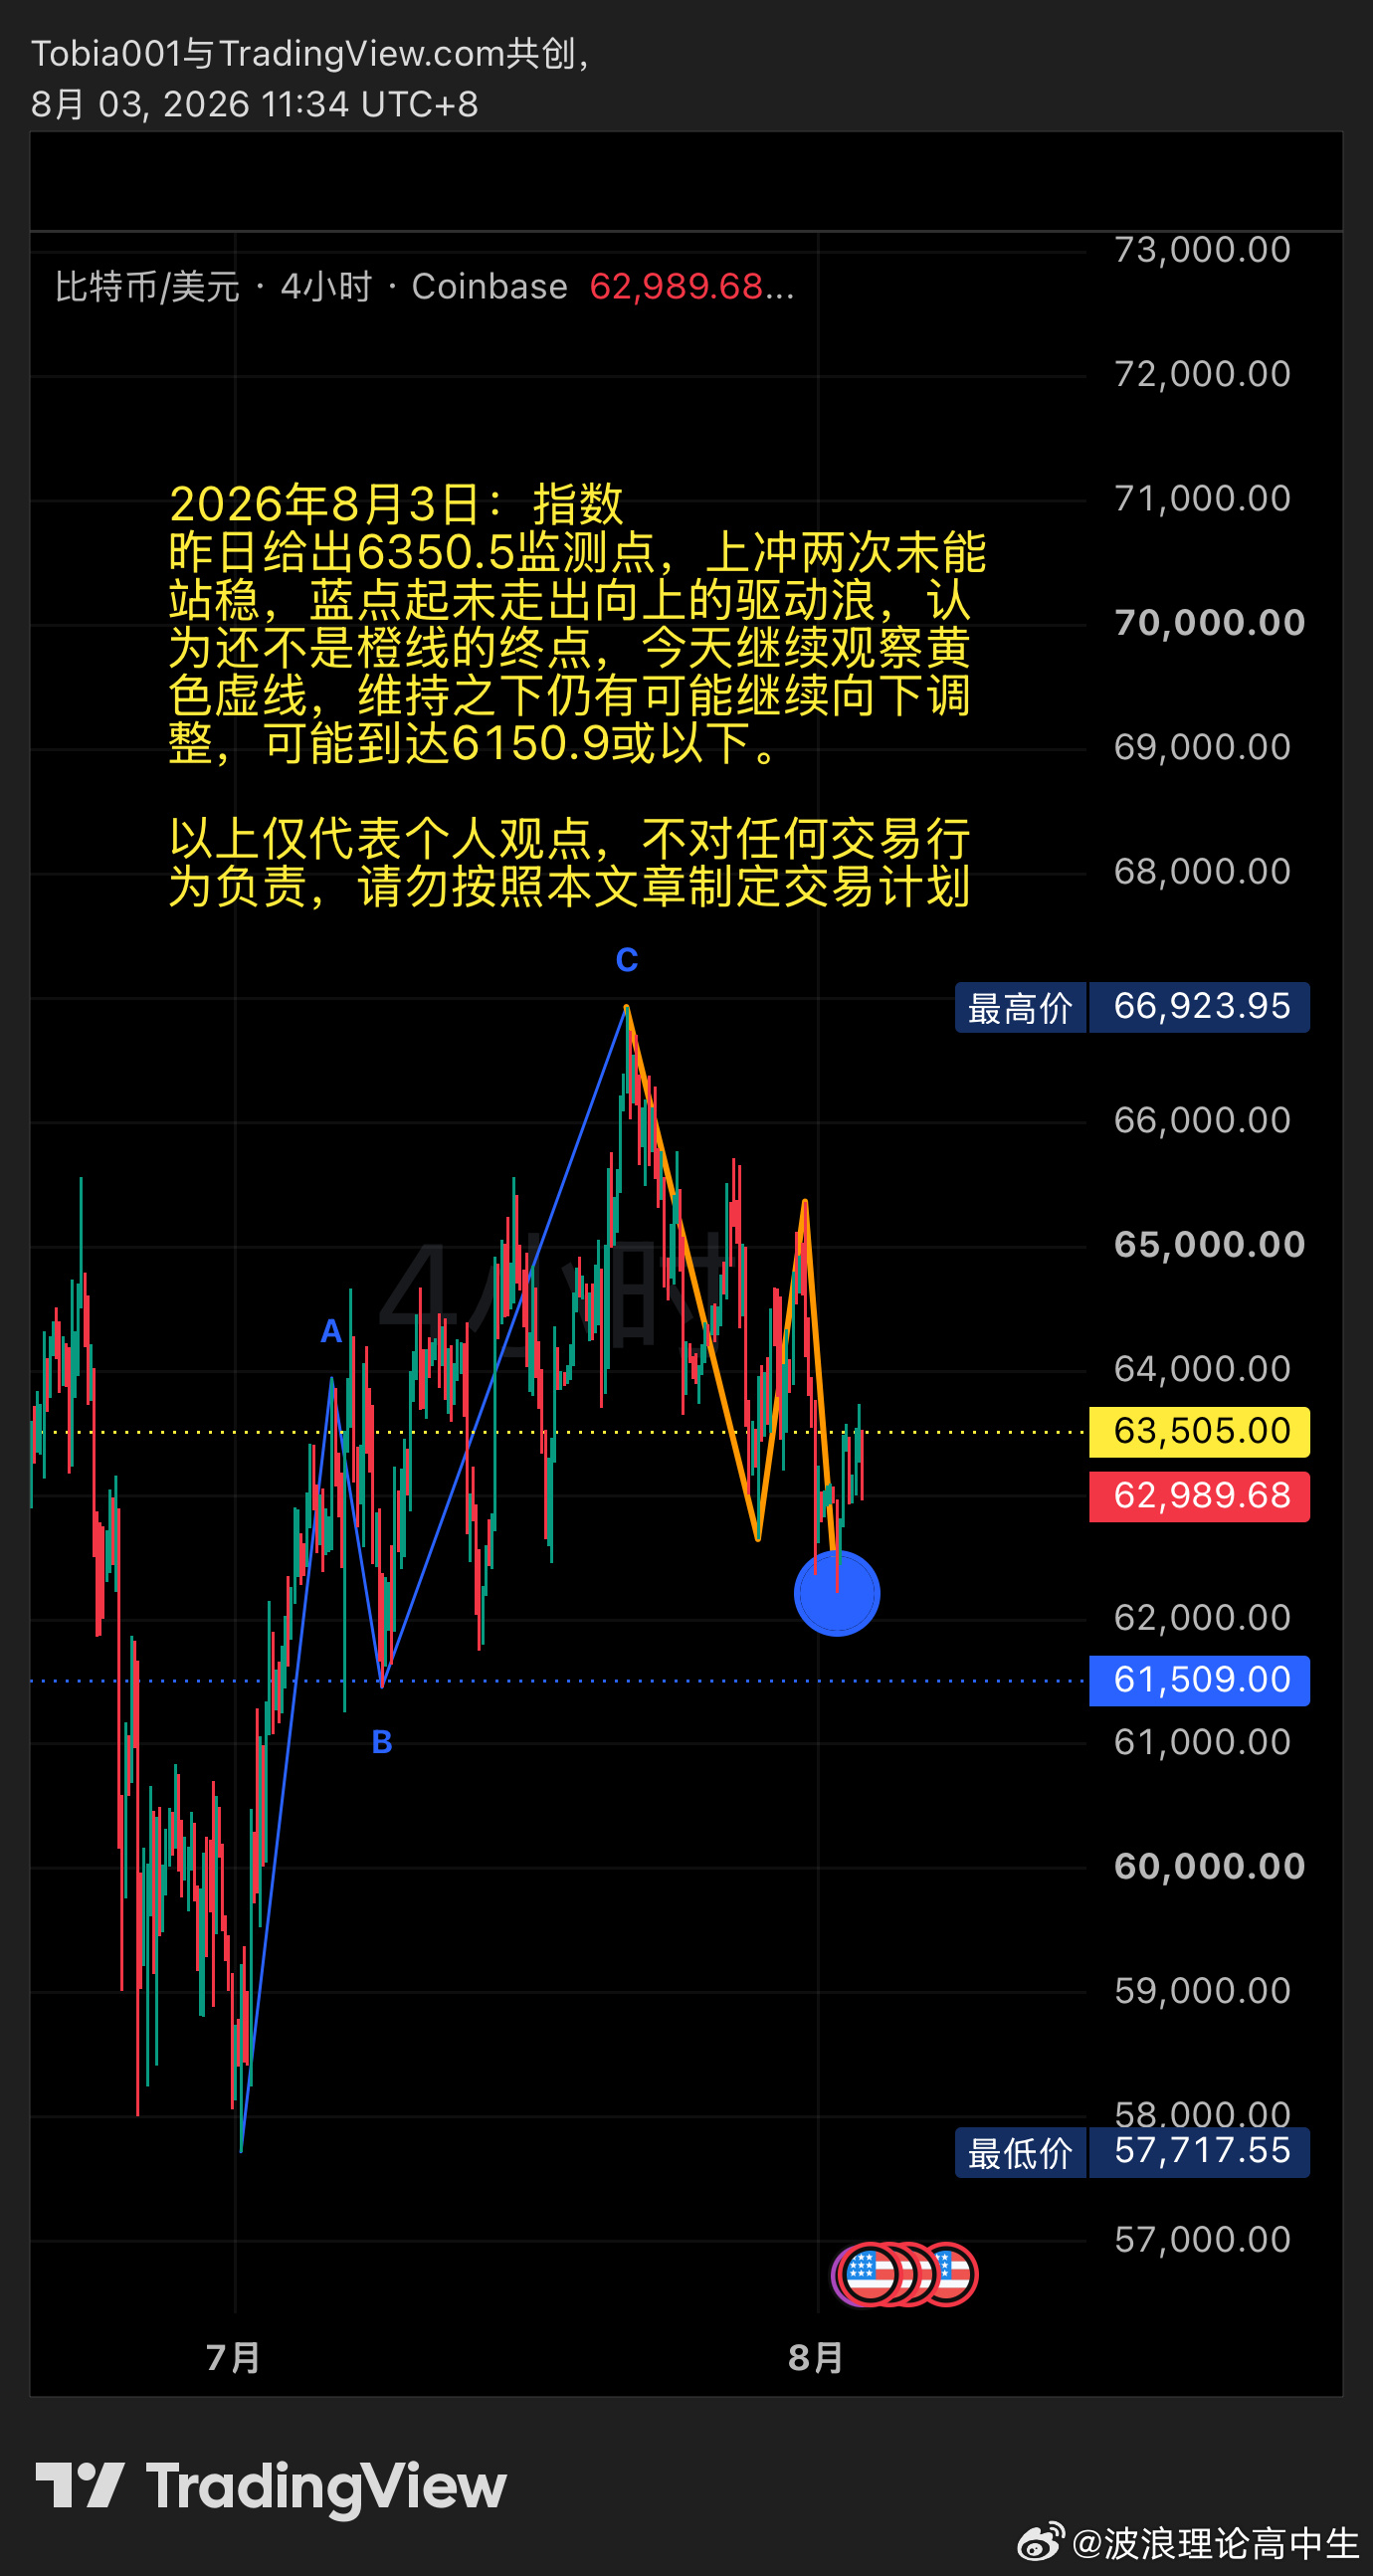 Tobia001与TradingView.com共创,
8月 03, 2026 11:34 UTC+8
73,000.00
比特币/美元 · 4小时 · Coinbase 62,989.68...
72,000.00
2026年8月3日：指数
71,000.00
昨日给出6350.5监测点，上冲两次未能
站稳，蓝点起未走出向上的驱动浪，认
70,000.00
为还不是橙线的终点，今天继续观察黄
色虚线，维持之下仍有可能继续向下调
整，可能到达6150.9或以下。
69,000.00
以上仅代表个人观点，不对任何交易行
68,000.00
为负责，请勿按照本文章制定交易计划
C
最高价 66,923.95
66,000.00
65,000.00
4小时
A
64,000.00
63,505.00
62,989.68
62,000.00
61,509.00
B
61,000.00
60,000.00
59,000.00
58,000.00
最低价 57,717.55
57,000.00
7月 8月
TradingView
@波浪理论高中生